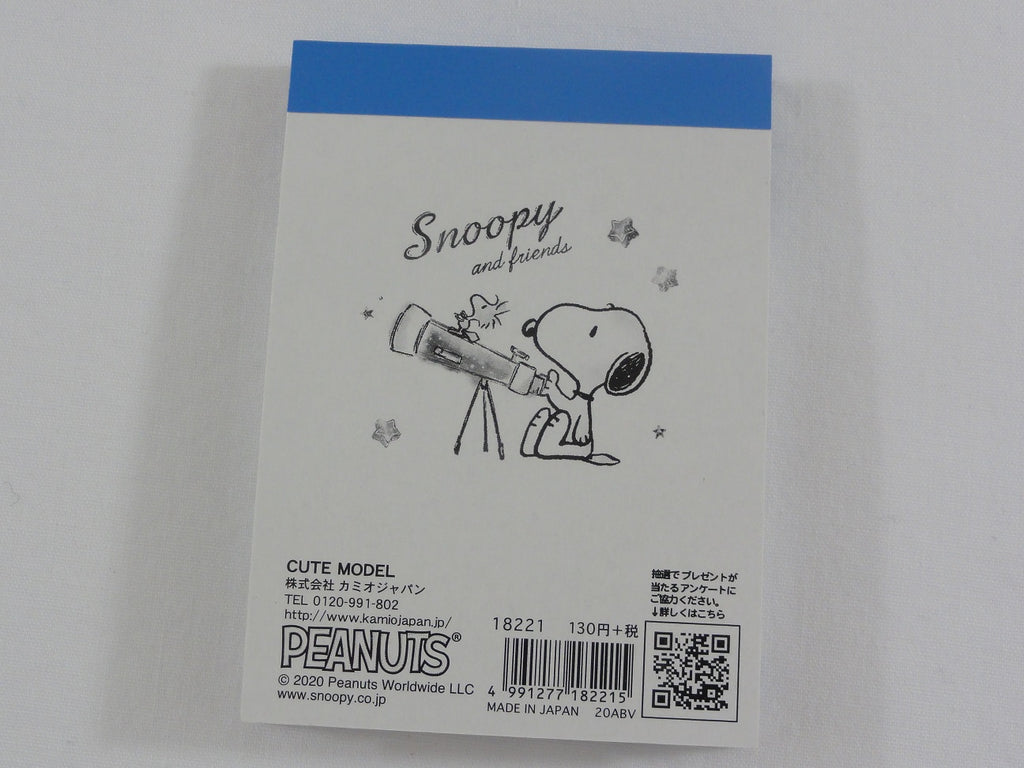 Snoopy
and friends
CUTE MODEL
株式会社 カミオジャパン
TEL 0120-991-802
http://www.kamiojapan.jp/
PEANUTS®
© 2020 Peanuts Worldwide LLC
www.snoopy.co.jp
18221 130円+税
4 991277 182215
MADE IN JAPAN 20ABV
抽選でプレゼントが
当たるアンケートに
ご協力ください。
↓詳しくはこちら